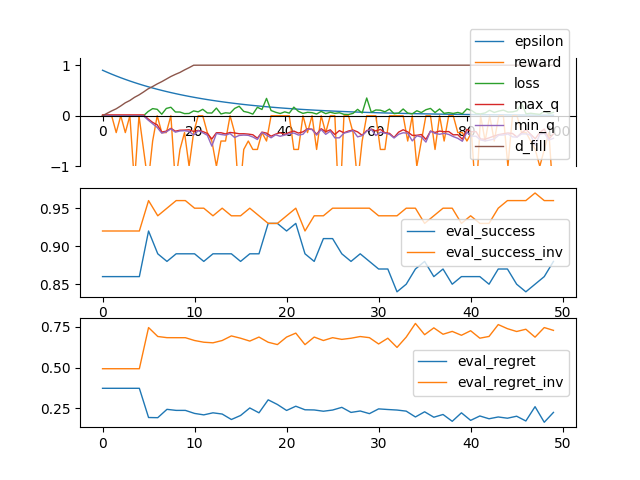 epsilon
reward
loss
max_q
min_q
d_fill
1
0
−1
0 20 40 60 80 100
0.95
0.90
0.85
eval_success
eval_success_inv
0 10 20 30 40 50
0.75
0.50
0.25
eval_regret
eval_regret_inv
0 10 20 30 40 50